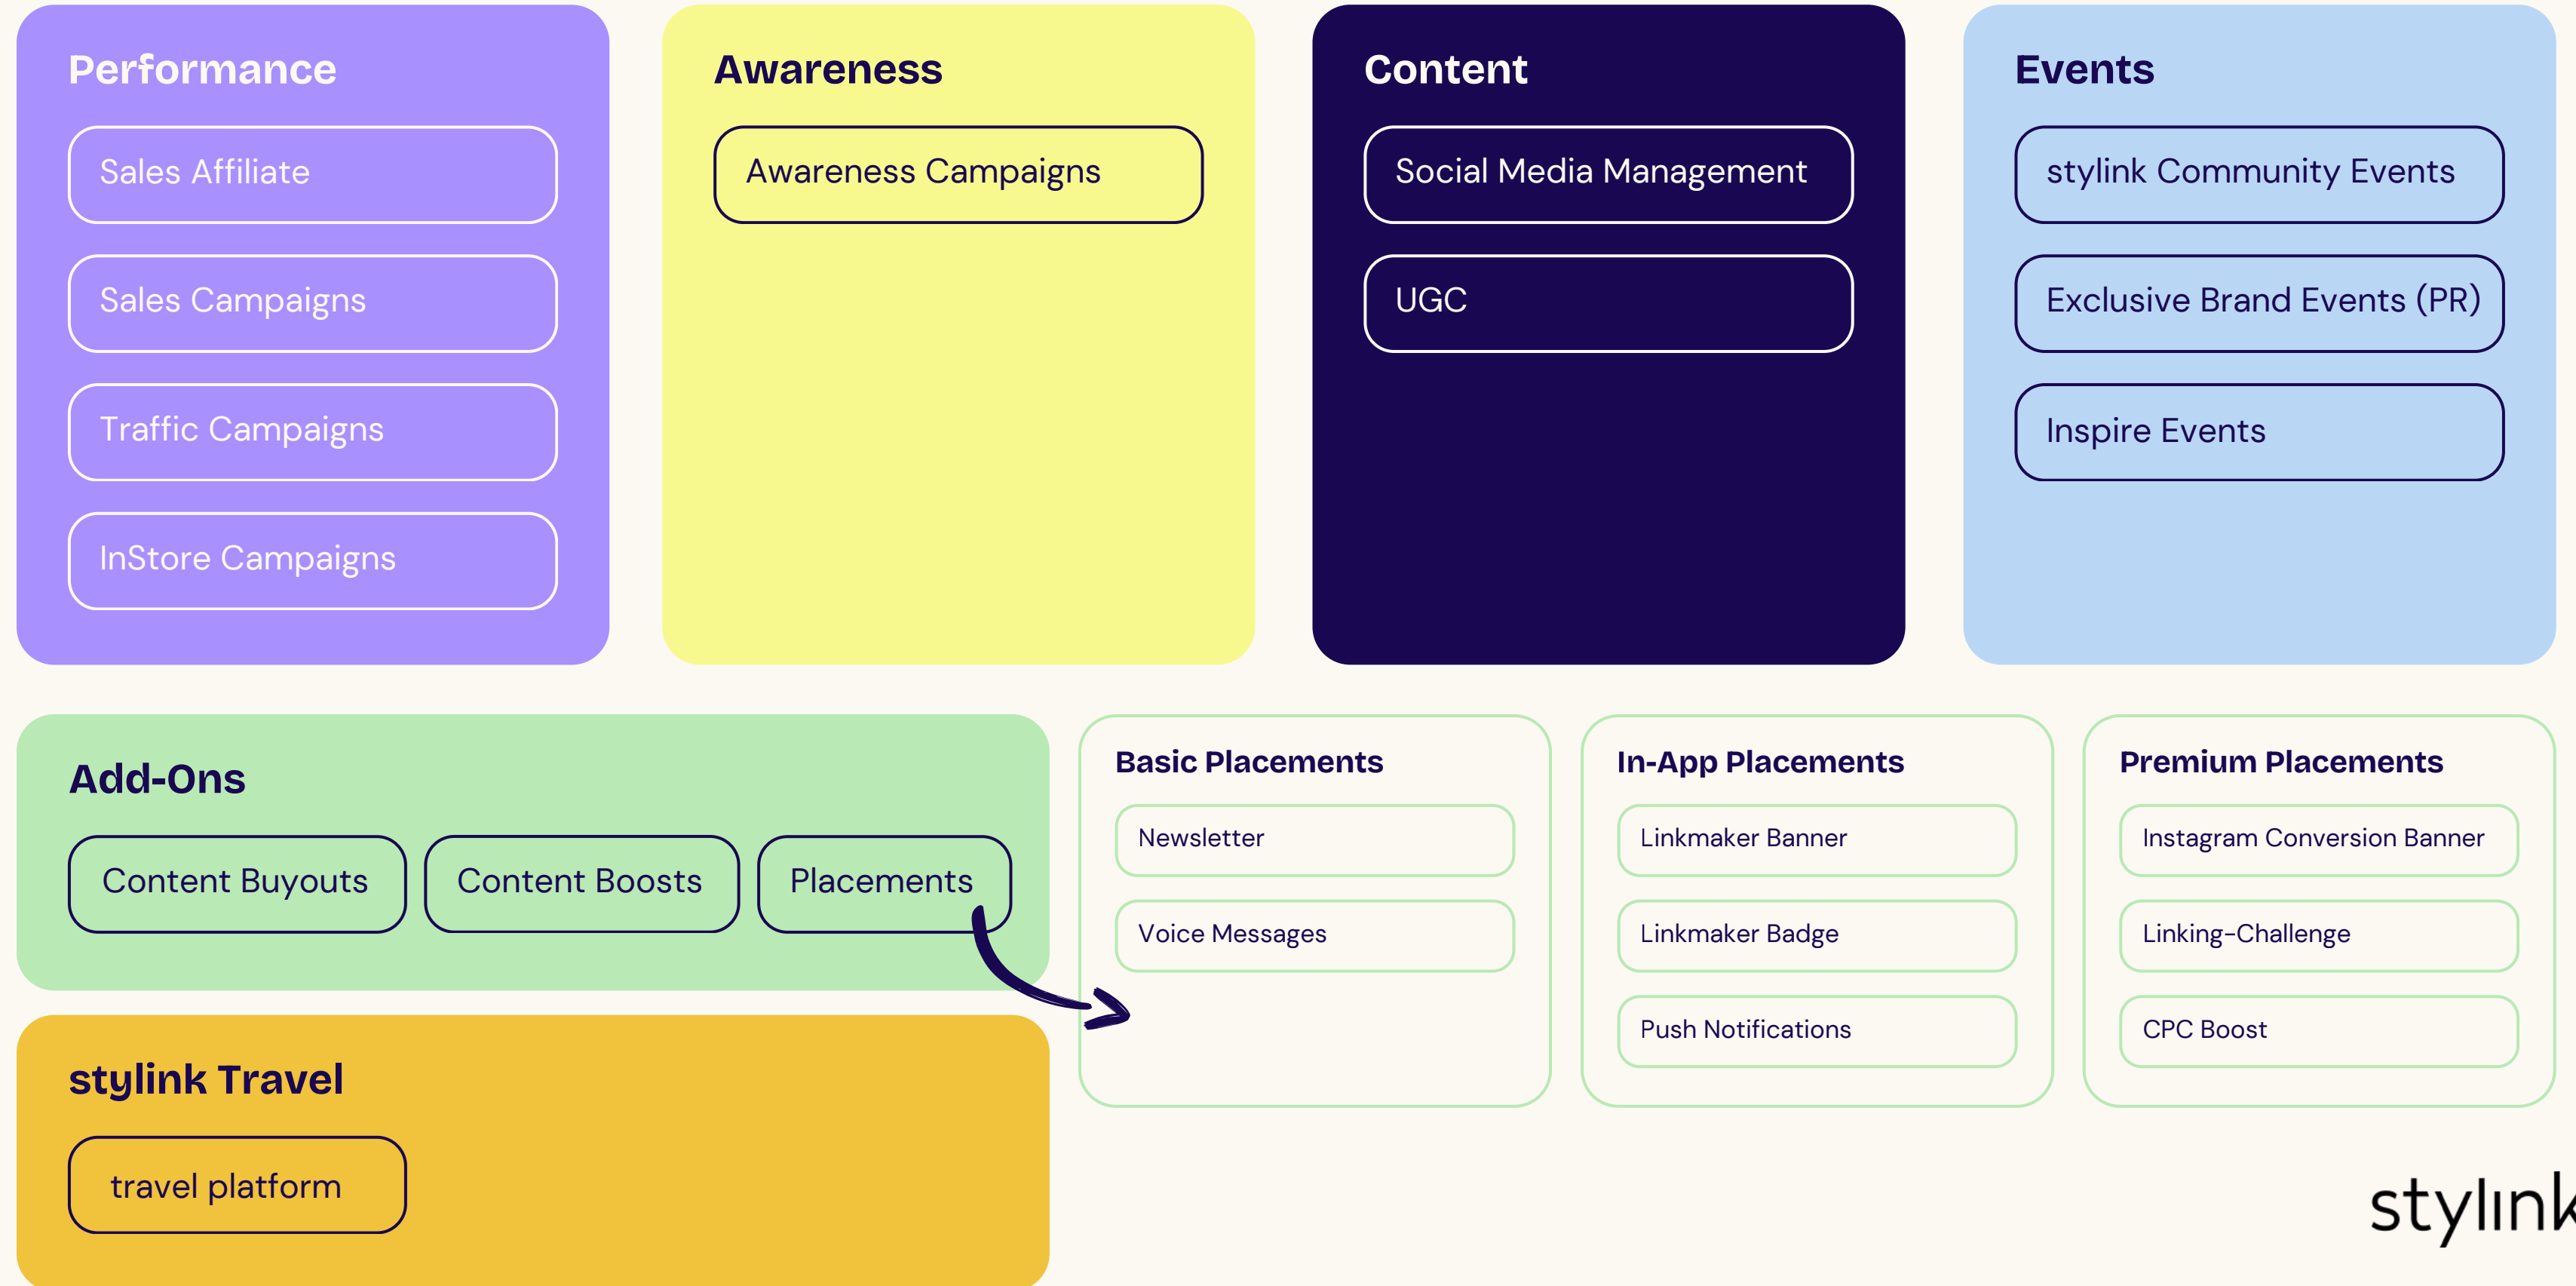 Performance
Sales Affiliate
Sales Campaigns
Traffic Campaigns
InStore Campaigns
Awareness
Awareness Campaigns
Content
Social Media Management
UGC
Events
stylink Community Events
Exclusive Brand Events (PR)
Inspire Events
Add-Ons
Content Buyouts
Content Boosts
Placements
Basic Placements
Newsletter
Voice Messages
In-App Placements
Linkmaker Banner
Linkmaker Badge
Push Notifications
Premium Placements
Instagram Conversion Banner
Linking-Challenge
CPC Boost
stylink Travel
travel platform
stylink